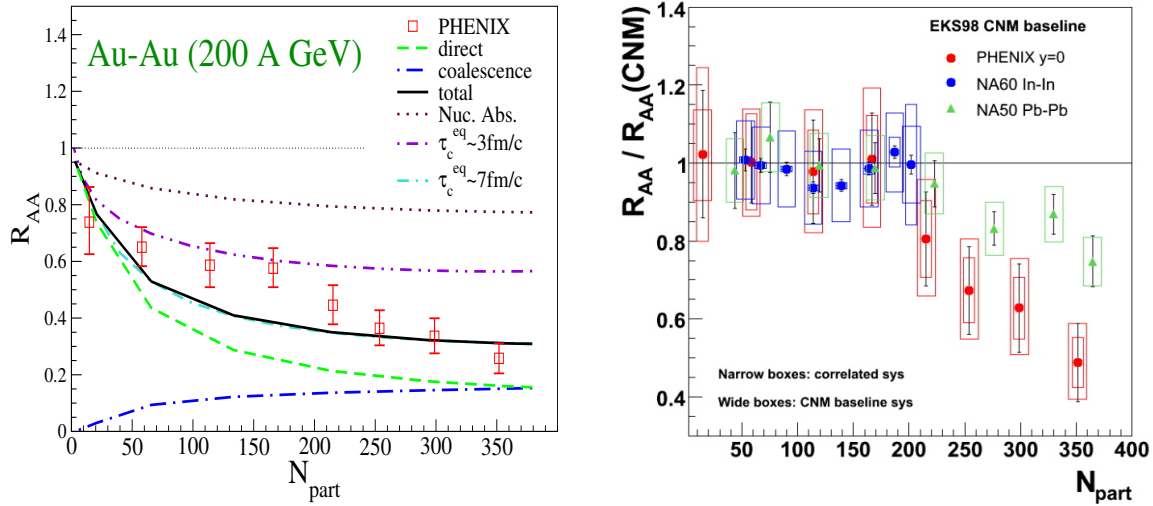 Au-Au (200 A GeV)
PHENIX
direct
coalescence
total
Nuc. Abs.
τ_c^eq~3fm/c
τ_c^eq~7fm/c
R_AA
1.4
1.2
1
0.8
0.6
0.4
0.2
0
0 50 100 150 200 250 300 350
N_part
R_AA / R_AA(CNM)
EKS98 CNM baseline
PHENIX y=0
NA60 In-In
NA50 Pb-Pb
1.4
1.2
1
0.8
0.6
0.4
Narrow boxes: correlated sys
Wide boxes: CNM baseline sys
0 50 100 150 200 250 300 350 400
N_part